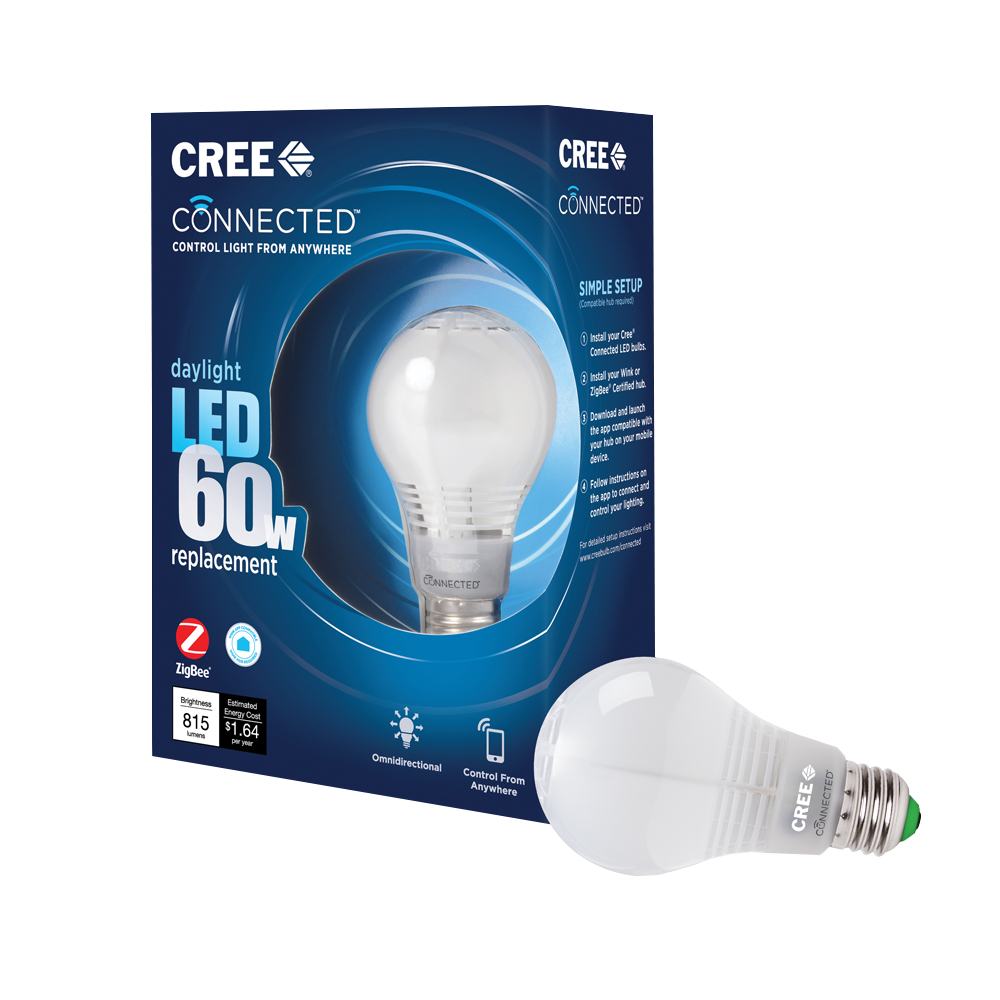 CREE
CONNECTED™
CONTROL LIGHT FROM ANYWHERE
daylight
LED
60W
replacement
ZigBee®
Brightness
815
lumens
Estimated
Energy Cost
$1.64
per year
Omnidirectional
Control From
Anywhere
CONNECTED
CREE
CONNECTED™
SIMPLE SETUP
(Compatible hub required)
1 Install your Cree®
Connected LED bulbs.
2 Install your Wink or
ZigBee® Certified hub.
3 Download and launch
the app compatible with
your hub on your mobile
device.
4 Follow instructions on
the app to connect and
control your lighting.
For detailed setup instructions visit
www.creebulb.com/connected
CREE
CONNECTED